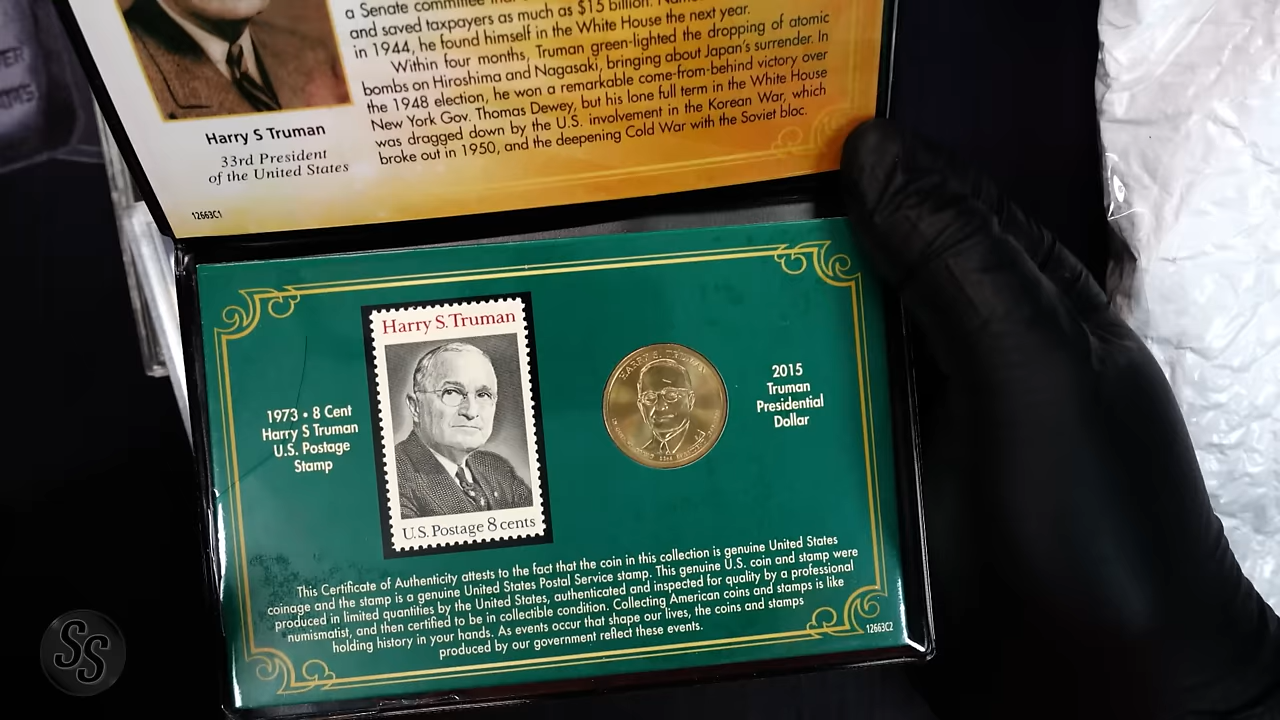 a Senate committee
and saved taxpayers as much as $15 billion.
in 1944, he found himself in the White House the next year.
Within four months, Truman green-lighted the dropping of atomic
bombs on Hiroshima and Nagasaki, bringing about Japan's surrender. In
the 1948 election, he won a remarkable come-from-behind victory over
New York Gov. Thomas Dewey, but his lone full term in the White House
was dragged down by the U.S. involvement in the Korean War, which
broke out in 1950, and the deepening Cold War with the Soviet bloc.
Harry S Truman
33rd President
of the United States
12663C1
Harry S. Truman
U.S. Postage 8 cents
1973 • 8 Cent
Harry S Truman
U.S. Postage
Stamp
HARRY S. TRUMAN
2015
Truman
Presidential
Dollar
This Certificate of Authenticity attests to the fact that the coin in this collection is genuine United States
coinage and the stamp is a genuine United States Postal Service stamp. This genuine U.S. coin and stamp were
produced in limited quantities by the United States, authenticated and inspected for quality by a professional
numismatist, and then certified to be in collectible condition. Collecting American coins and stamps is like
holding history in your hands. As events occur that shape our lives, the coins and stamps
produced by our government reflect these events.
12663C2
SS